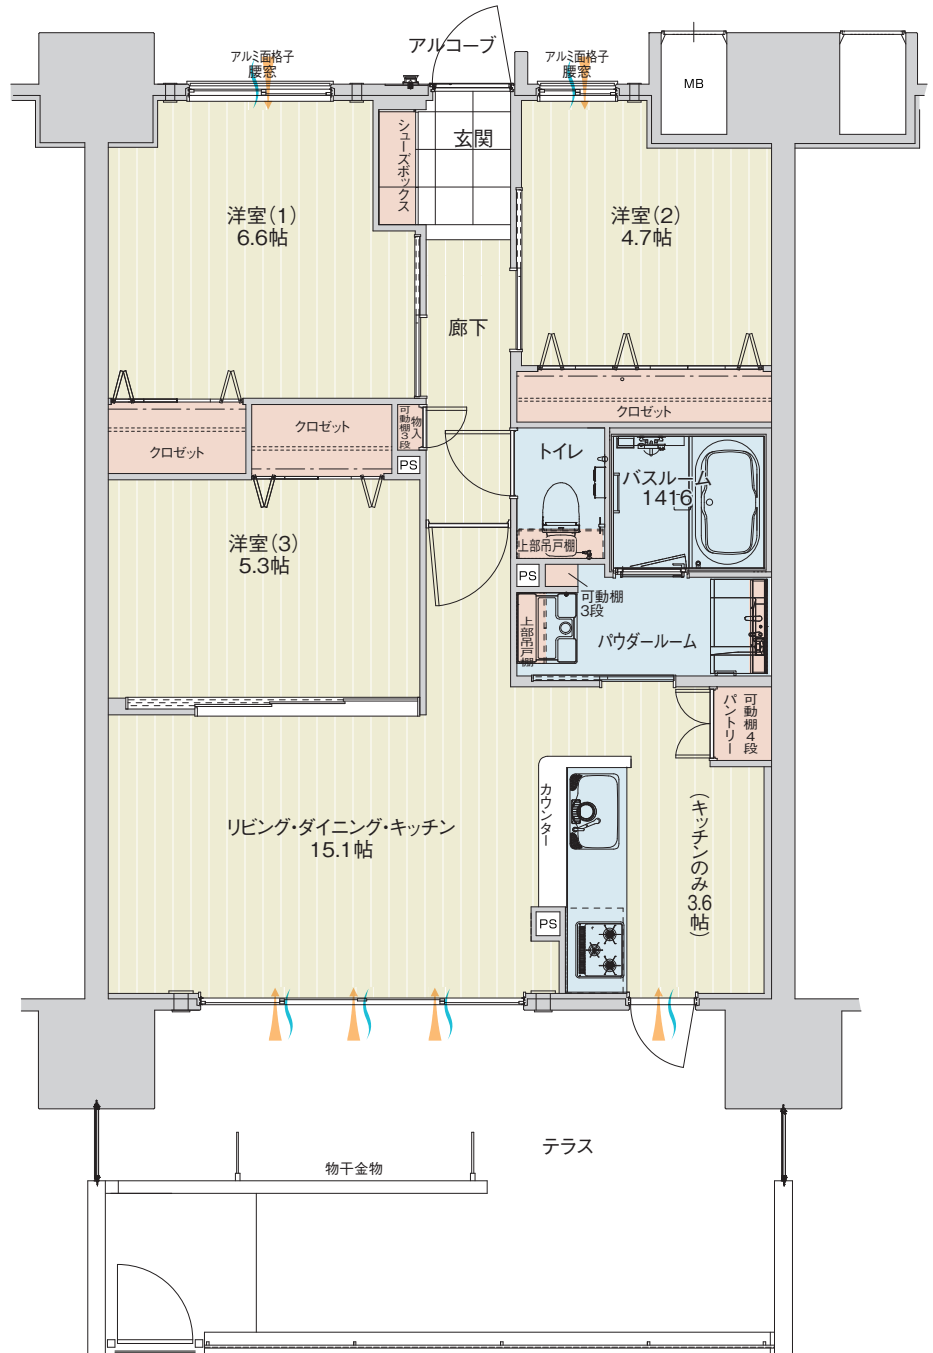 アルミ面格子
腰窓
アルコーブ
アルミ面格子
腰窓
MB
シューズボックス
玄関
洋室(1)
6.6帖
洋室(2)
4.7帖
廊下
クロゼット
クロゼット
物入
可動棚3段
PS
クロゼット
トイレ
上部吊戸棚
バスルーム
1416
洋室(3)
5.3帖
PS
可動棚
3段
上部吊戸棚
パウダールーム
可動棚4段
パントリー
カウンター
リビング・ダイニング・キッチン
15.1帖
(キッチンのみ
3.6
帖)
PS
テラス
物干金物